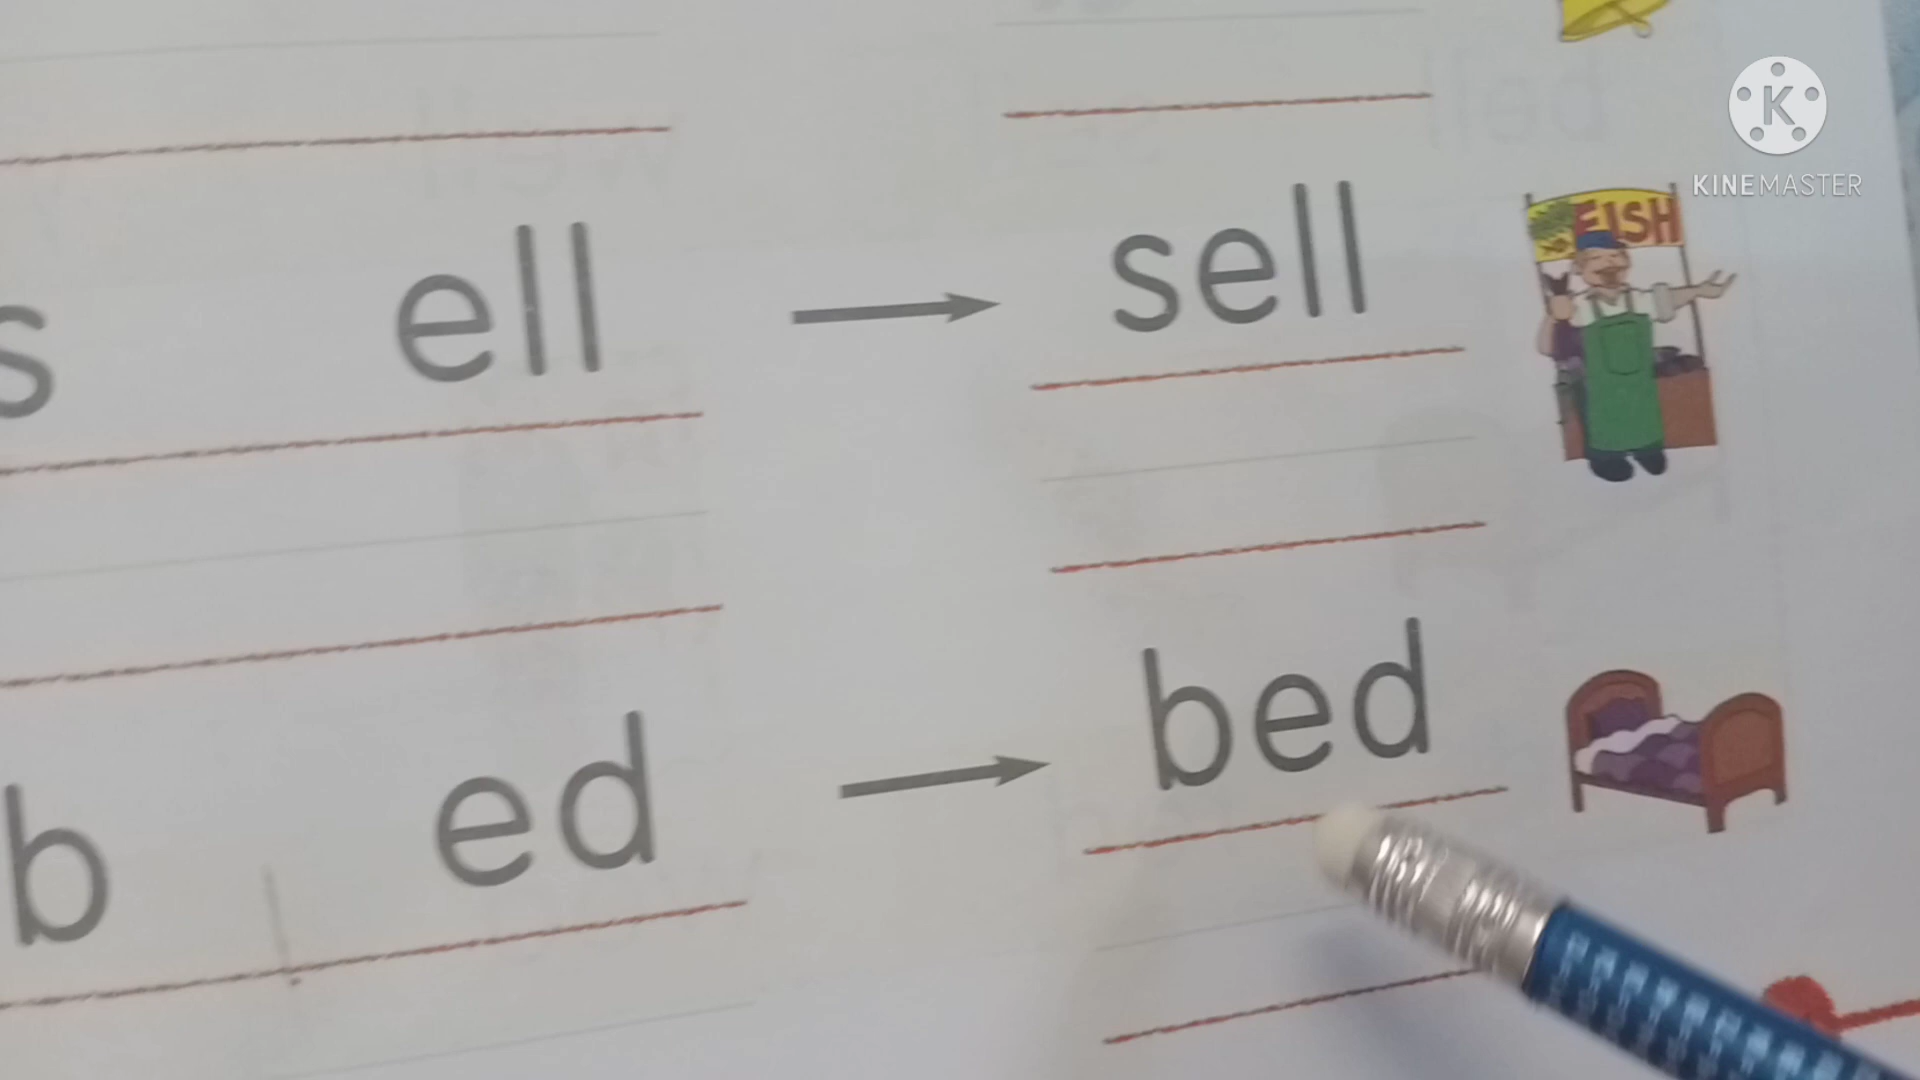 KINEMASTER
FISH
s ell → sell
b ed → bed